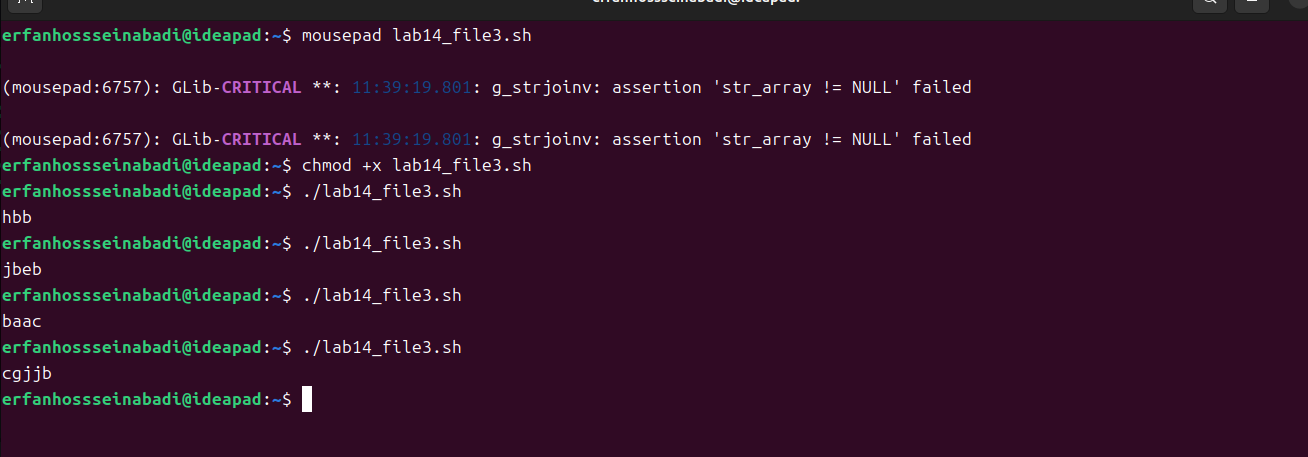 erfanhossseinabadi@ideapad:~$ mousepad lab14_file3.sh
(mousepad:6757): GLib-CRITICAL **: 11:39:19.801: g_strjoinv: assertion 'str_array != NULL' failed
(mousepad:6757): GLib-CRITICAL **: 11:39:19.801: g_strjoinv: assertion 'str_array != NULL' failed
erfanhossseinabadi@ideapad:~$ chmod +x lab14_file3.sh
erfanhossseinabadi@ideapad:~$ ./lab14_file3.sh
hbb
erfanhossseinabadi@ideapad:~$ ./lab14_file3.sh
jbeb
erfanhossseinabadi@ideapad:~$ ./lab14_file3.sh
baac
erfanhossseinabadi@ideapad:~$ ./lab14_file3.sh
cgjjb
erfanhossseinabadi@ideapad:~$